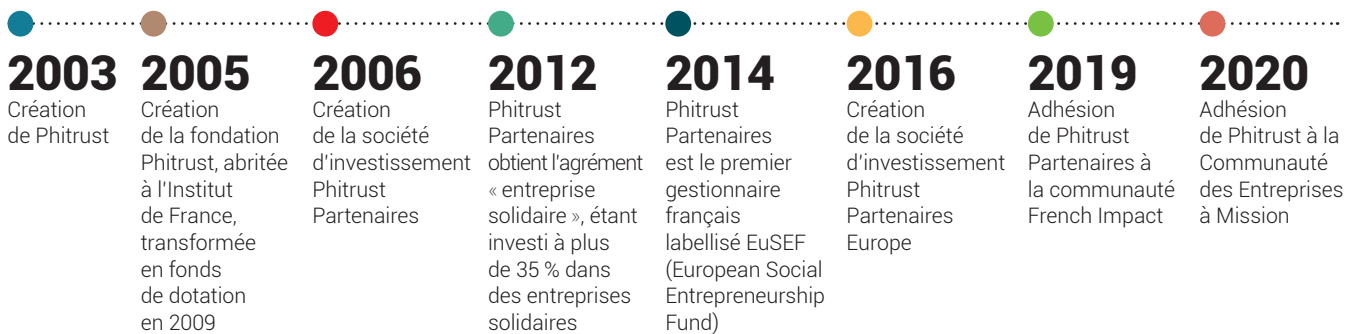 2003
Création
de Phitrust
2005
Création
de la fondation
Phitrust, abritée
à l'Institut
de France,
transformée
en fonds
de dotation
en 2009
2006
Création
de la société
d'investissement
Phitrust
Partenaires
2012
Phitrust
Partenaires
obtient l'agrément
« entreprise
solidaire », étant
investi à plus
de 35 % dans
des entreprises
solidaires
2014
Phitrust
Partenaires
est le premier
gestionnaire
français
labellisé EuSEF
(European Social
Entrepreneurship
Fund)
2016
Création
de la société
d'investissement
Phitrust
Partenaires
Europe
2019
Adhésion
de Phitrust
Partenaires à
la communauté
French Impact
2020
Adhésion
de Phitrust à la
Communauté
des Entreprises
à Mission